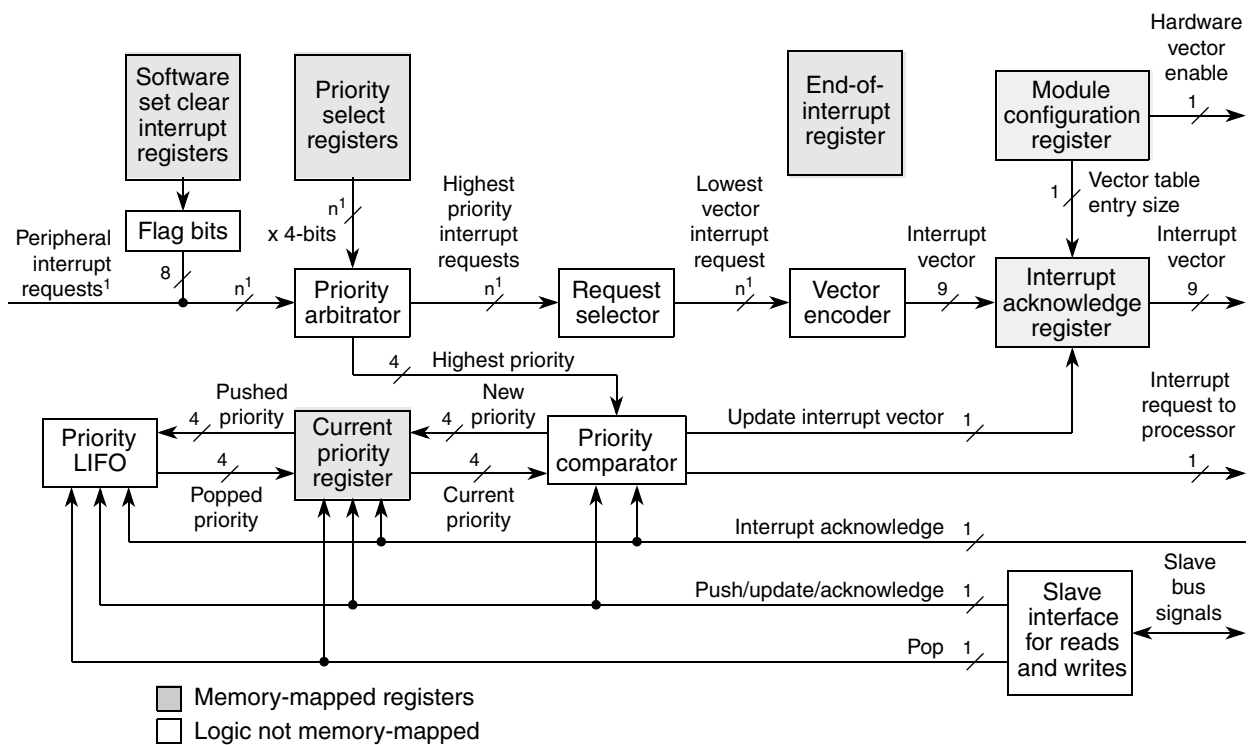 Hardware
vector
enable
1
Software
set clear
interrupt
registers
Priority
select
registers
End-of-
interrupt
register
Module
configuration
register
n¹
x 4-bits
Highest
priority
interrupt
requests
Lowest
vector
interrupt
request
1
Vector table
entry size
Flag bits
Peripheral
interrupt
requests¹
8
n¹
Priority
arbitrator
n¹
Request
selector
n¹
Vector
encoder
Interrupt
vector
9
Interrupt
acknowledge
register
Interrupt
vector
9
4
Highest priority
Pushed
priority
4
New
priority
4
Update interrupt vector
1
Interrupt
request to
processor
1
Priority
LIFO
Current
priority
register
Priority
comparator
4
Popped
priority
4
Current
priority
Interrupt acknowledge
1
Push/update/acknowledge
1
Slave
interface
for reads
and writes
Slave
bus
signals
Pop
1
Memory-mapped registers
Logic not memory-mapped